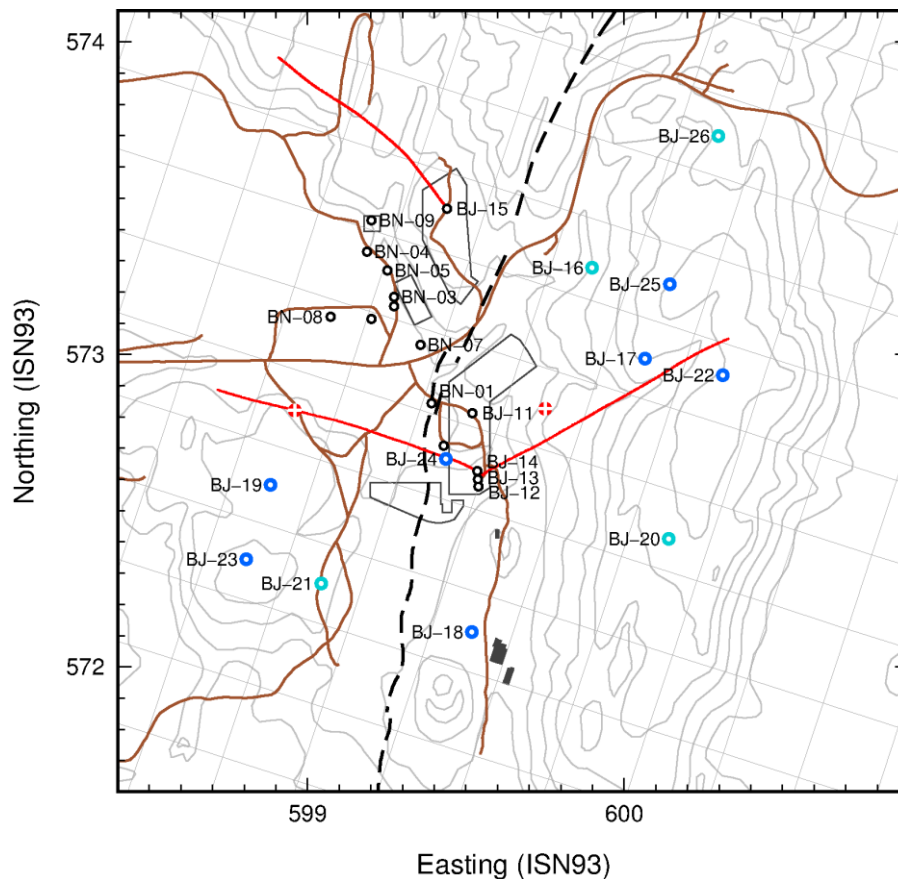 574
BJ–26
BJ–15
BN–09
BN–04
BJ–16
BN–05
BJ–25
BN–03
BN–08
573
BN–07
BJ–17
BJ–22
BN–01
BJ–11
BJ–24
BJ–14
BJ–13
BJ–19
BJ–12
BJ–20
BJ–23
BJ–21
BJ–18
572
599
600
Northing (ISN93)
Easting (ISN93)